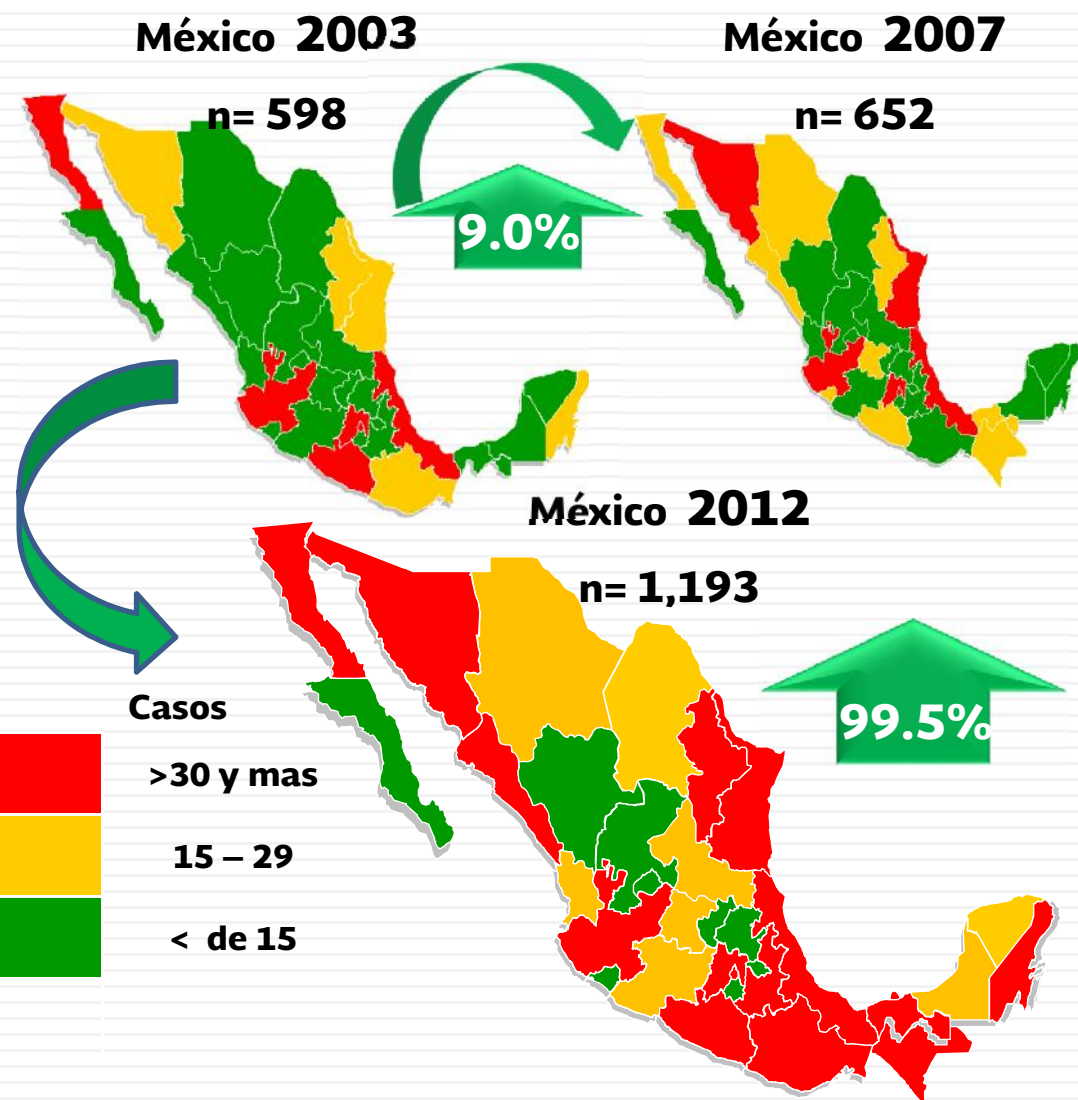 México 2003
n= 598
México 2007
n= 652
9.0%
México 2012
n= 1,193
99.5%
Casos
>30 y mas
15 – 29
< de 15